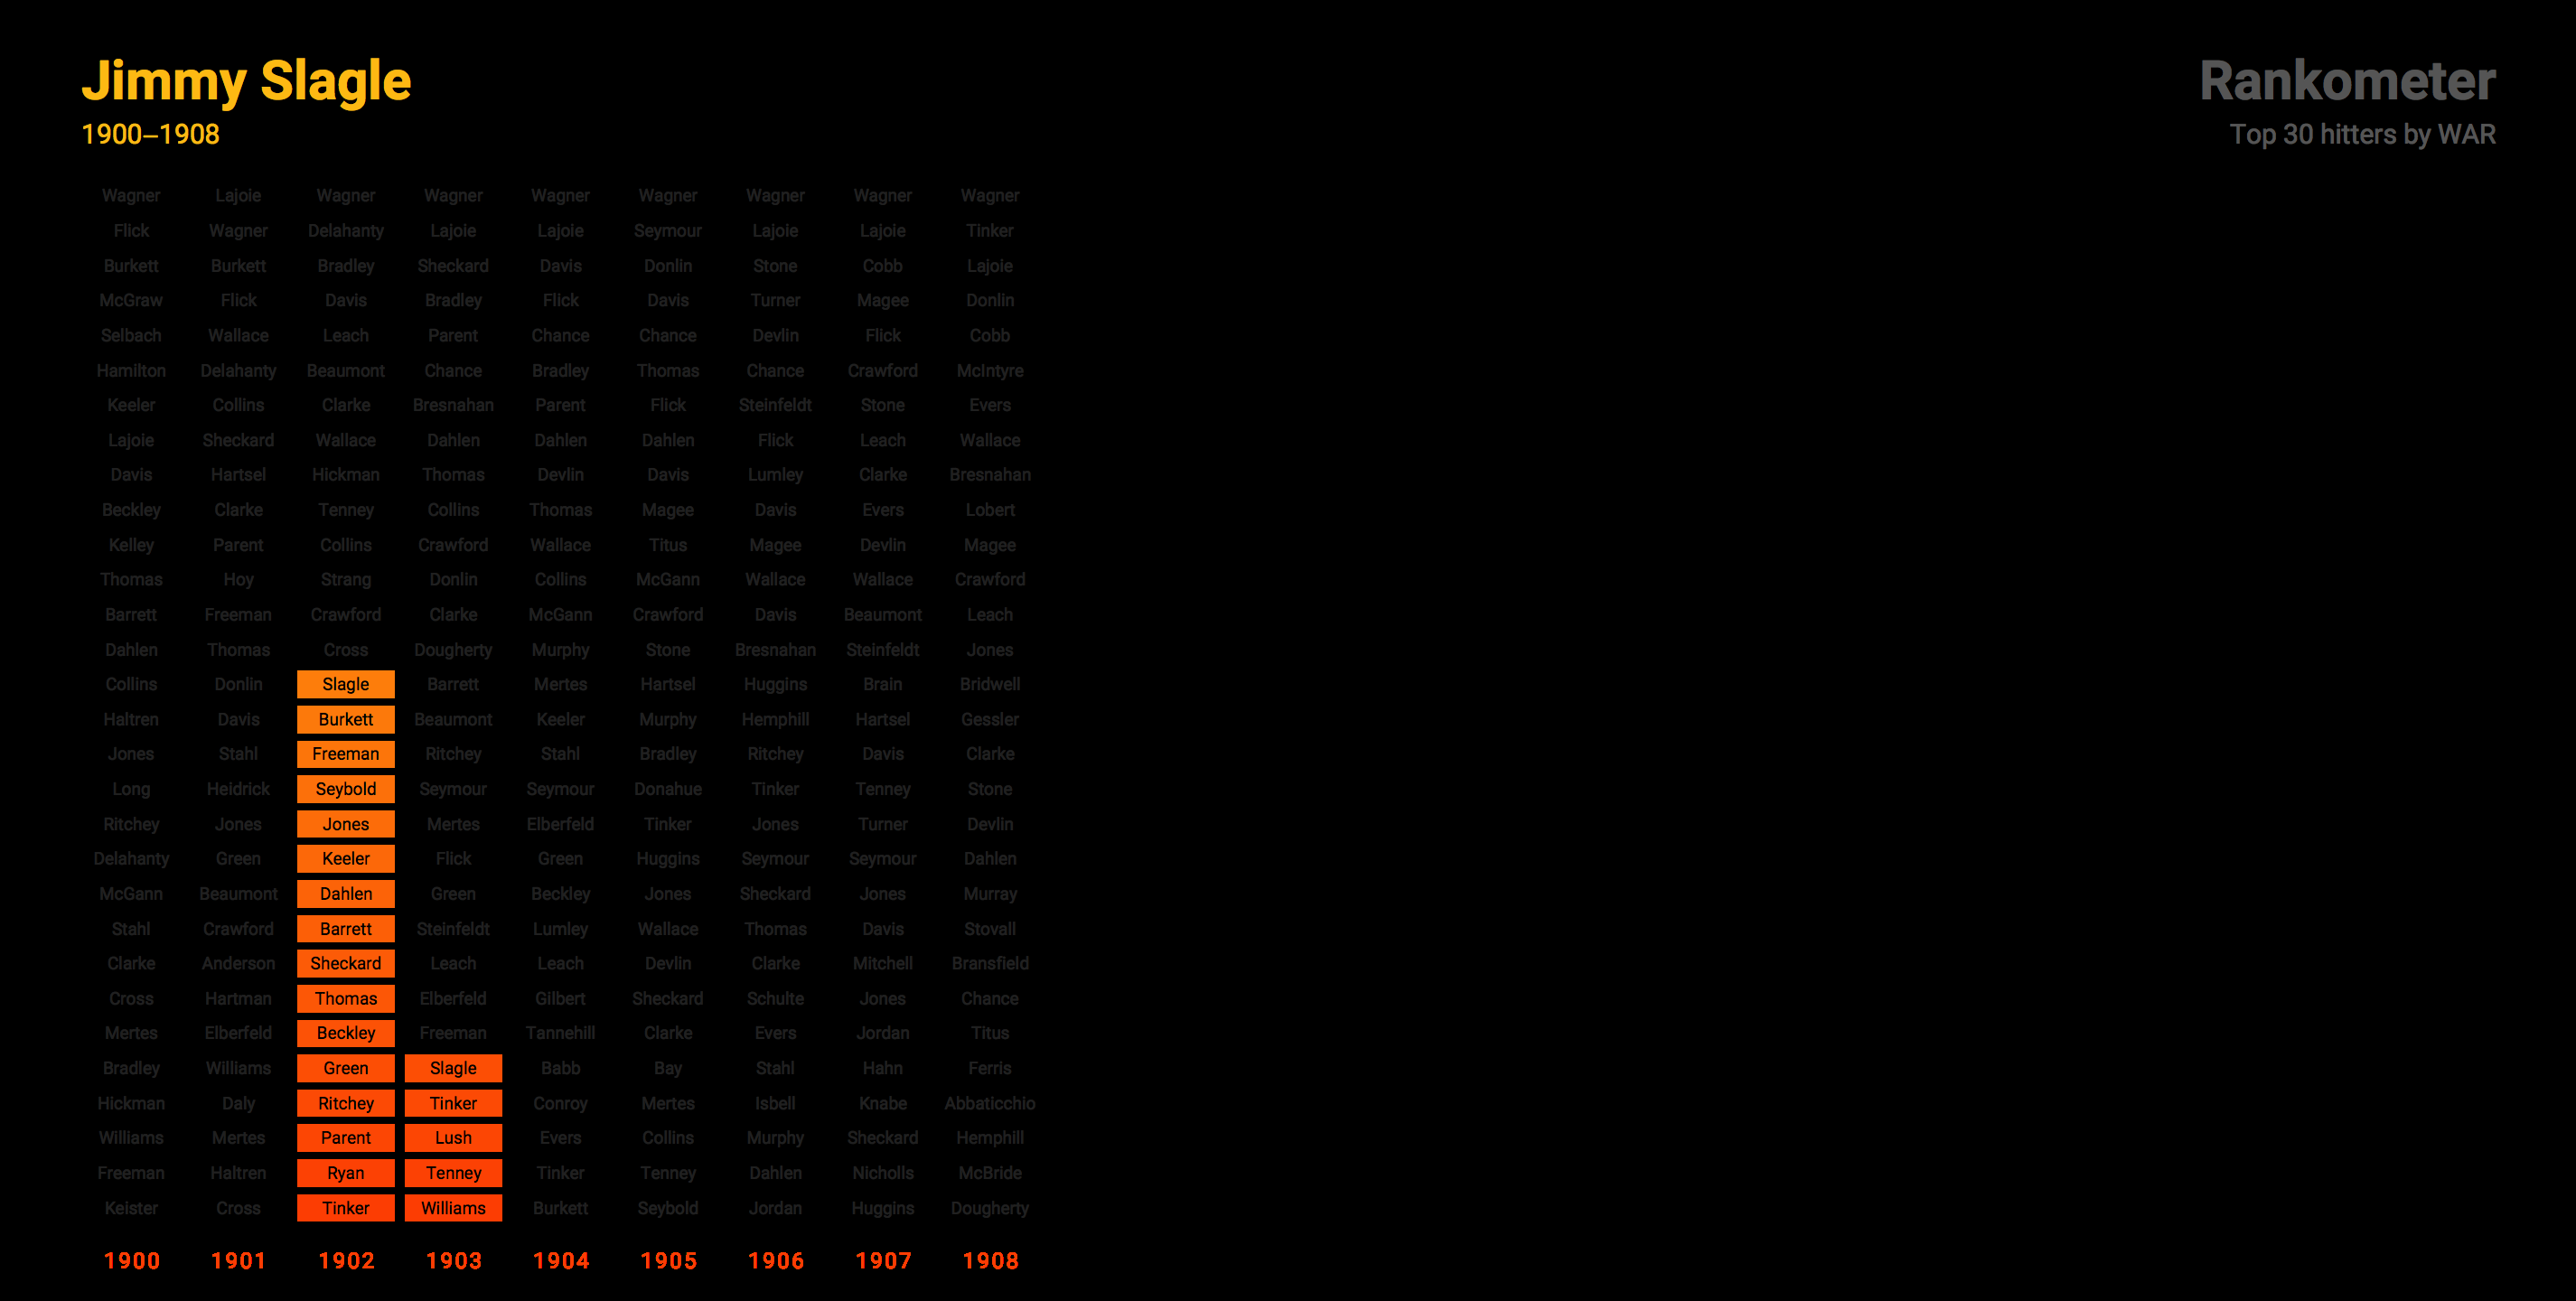 Jimmy Slagle
1900–1908
Rankometer
Top 30 hitters by WAR
Wagner Lajoie Wagner Wagner Wagner Wagner Wagner Wagner Wagner
Flick Wagner Delahanty Lajoie Lajoie Seymour Lajoie Lajoie Tinker
Burkett Burkett Bradley Sheckard Davis Donlin Stone Cobb Lajoie
McGraw Flick Davis Bradley Flick Davis Turner Magee Donlin
Selbach Wallace Leach Parent Chance Chance Devlin Flick Cobb
Hamilton Delahanty Beaumont Chance Bradley Thomas Chance Crawford McIntyre
Keeler Collins Clarke Bresnahan Parent Flick Steinfeldt Stone Evers
Lajoie Sheckard Wallace Dahlen Dahlen Dahlen Flick Leach Wallace
Davis Hartsel Hickman Thomas Devlin Davis Lumley Clarke Bresnahan
Beckley Clarke Tenney Collins Thomas Magee Davis Evers Lobert
Kelley Parent Collins Crawford Wallace Titus Magee Devlin Magee
Thomas Hoy Strang Donlin Collins McGann Wallace Wallace Crawford
Barrett Freeman Crawford Clarke McGann Crawford Davis Beaumont Leach
Dahlen Thomas Cross Dougherty Murphy Stone Bresnahan Steinfeldt Jones
Collins Donlin Slagle Barrett Mertes Hartsel Huggins Brain Bridwell
Haltren Davis Burkett Beaumont Keeler Murphy Hemphill Hartsel Gessler
Jones Stahl Freeman Ritchey Stahl Bradley Ritchey Davis Clarke
Long Heidrick Seybold Seymour Seymour Donahue Tinker Tenney Stone
Ritchey Jones Jones Mertes Elberfeld Tinker Jones Turner Devlin
Delahanty Green Keeler Flick Green Huggins Seymour Seymour Dahlen
McGann Beaumont Dahlen Green Beckley Jones Sheckard Jones Murray
Stahl Crawford Barrett Steinfeldt Lumley Wallace Thomas Davis Stovall
Clarke Anderson Sheckard Leach Leach Devlin Clarke Mitchell Bransfield
Cross Hartman Thomas Elberfeld Gilbert Sheckard Schulte Jones Chance
Mertes Elberfeld Beckley Freeman Tannehill Clarke Evers Jordan Titus
Bradley Williams Green Slagle Babb Bay Stahl Hahn Ferris
Hickman Daly Ritchey Tinker Conroy Mertes Isbell Knabe Abbaticchio
Williams Mertes Parent Lush Evers Collins Murphy Sheckard Hemphill
Freeman Haltren Ryan Tenney Tinker Tenney Dahlen Nicholls McBride
Keister Cross Tinker Williams Burkett Seybold Jordan Huggins Dougherty
1900 1901 1902 1903 1904 1905 1906 1907 1908